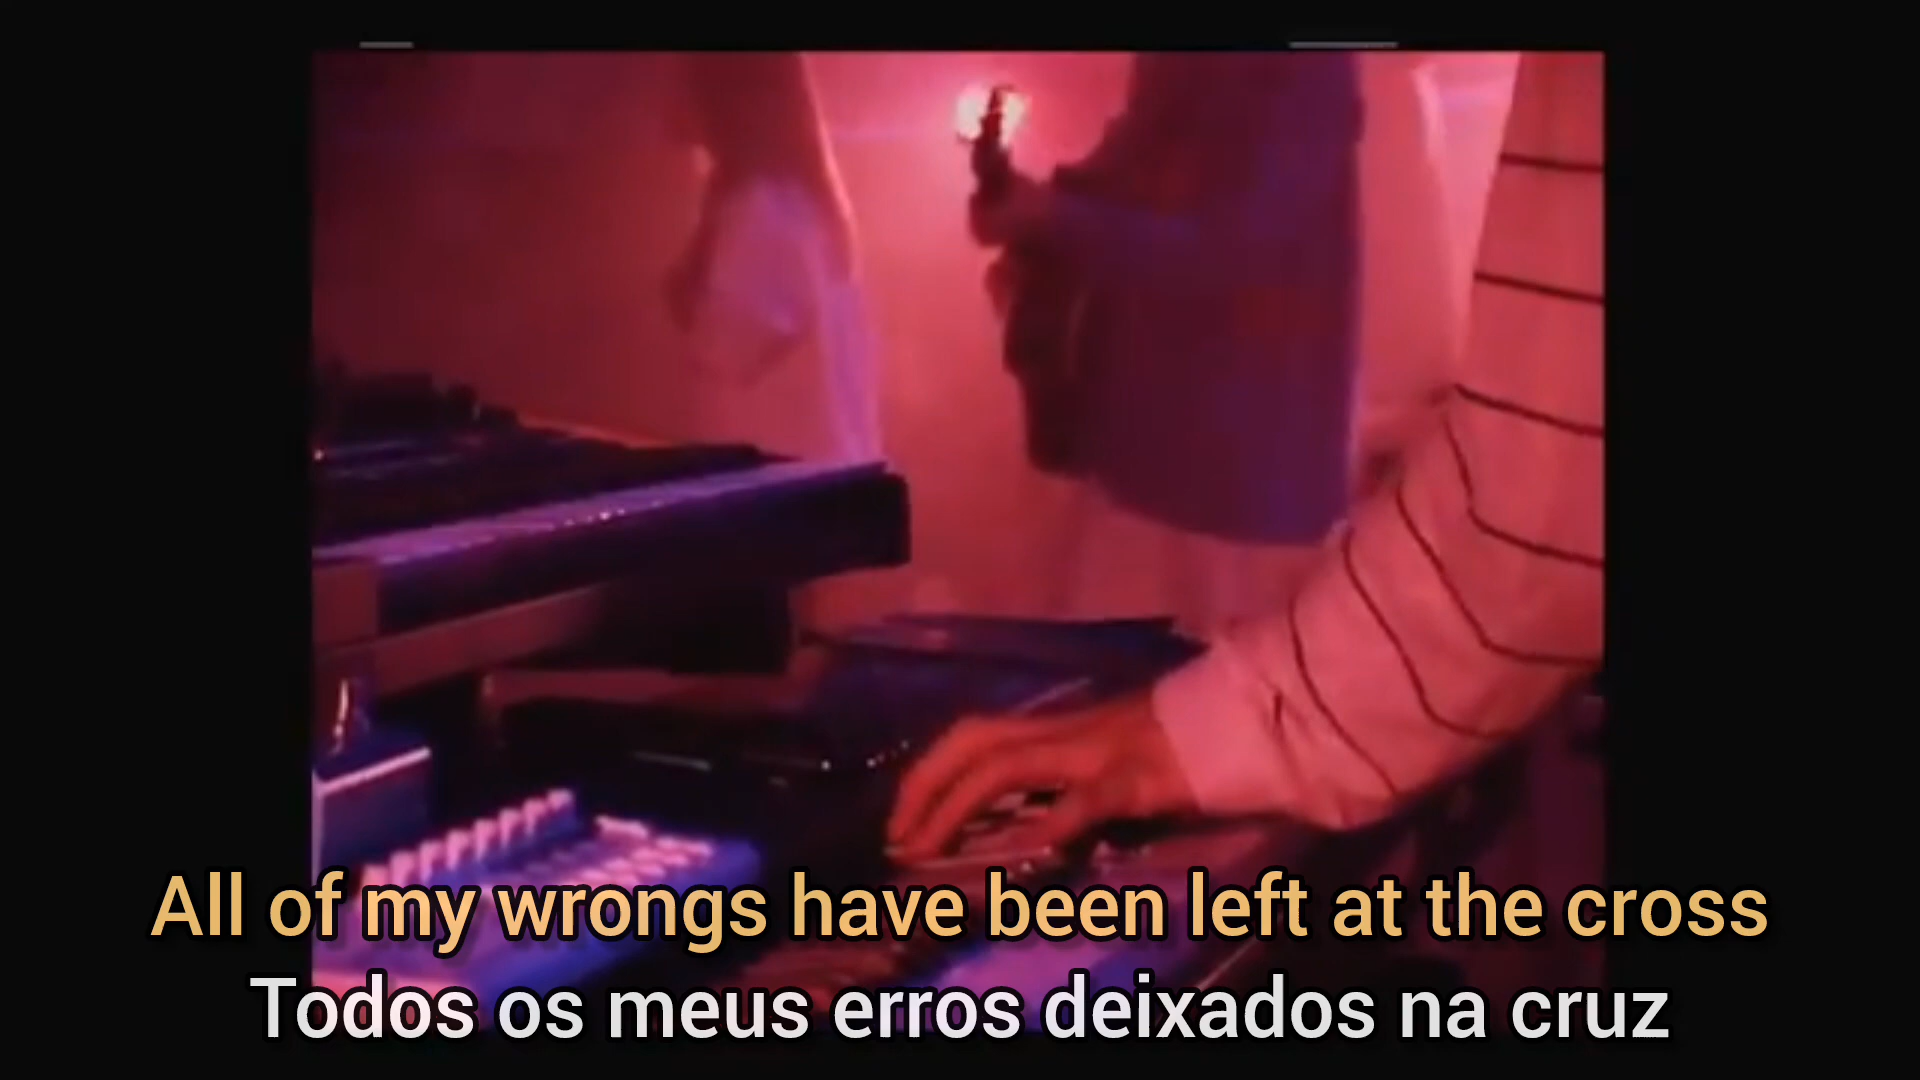 All of my wrongs have been left at the cross
Todos os meus erros deixados na cruz